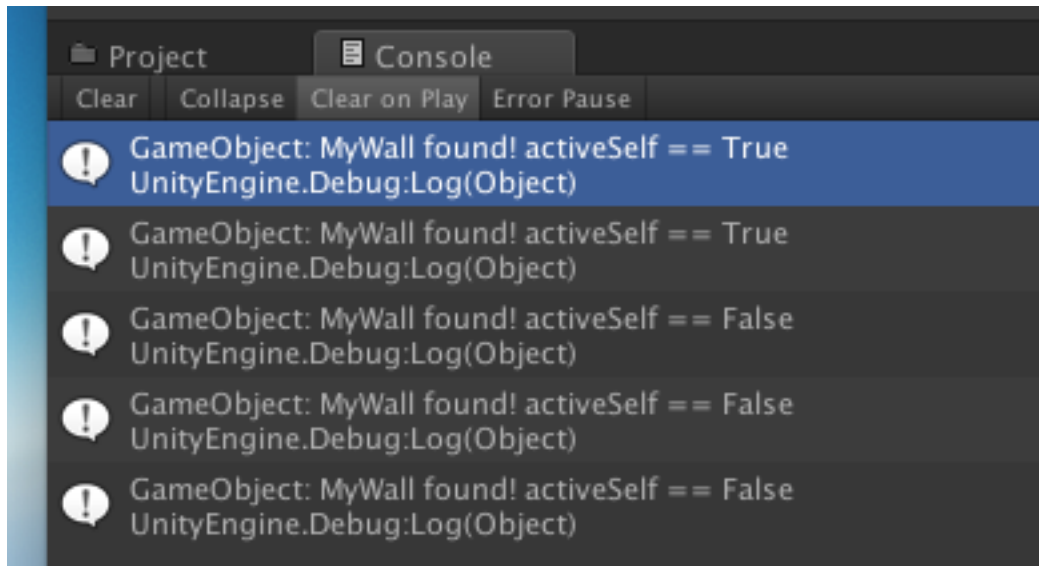 Project Console
Clear Collapse Clear on Play Error Pause
GameObject: MyWall found! activeSelf == True
UnityEngine.Debug:Log(Object)
GameObject: MyWall found! activeSelf == True
UnityEngine.Debug:Log(Object)
GameObject: MyWall found! activeSelf == False
UnityEngine.Debug:Log(Object)
GameObject: MyWall found! activeSelf == False
UnityEngine.Debug:Log(Object)
GameObject: MyWall found! activeSelf == False
UnityEngine.Debug:Log(Object)